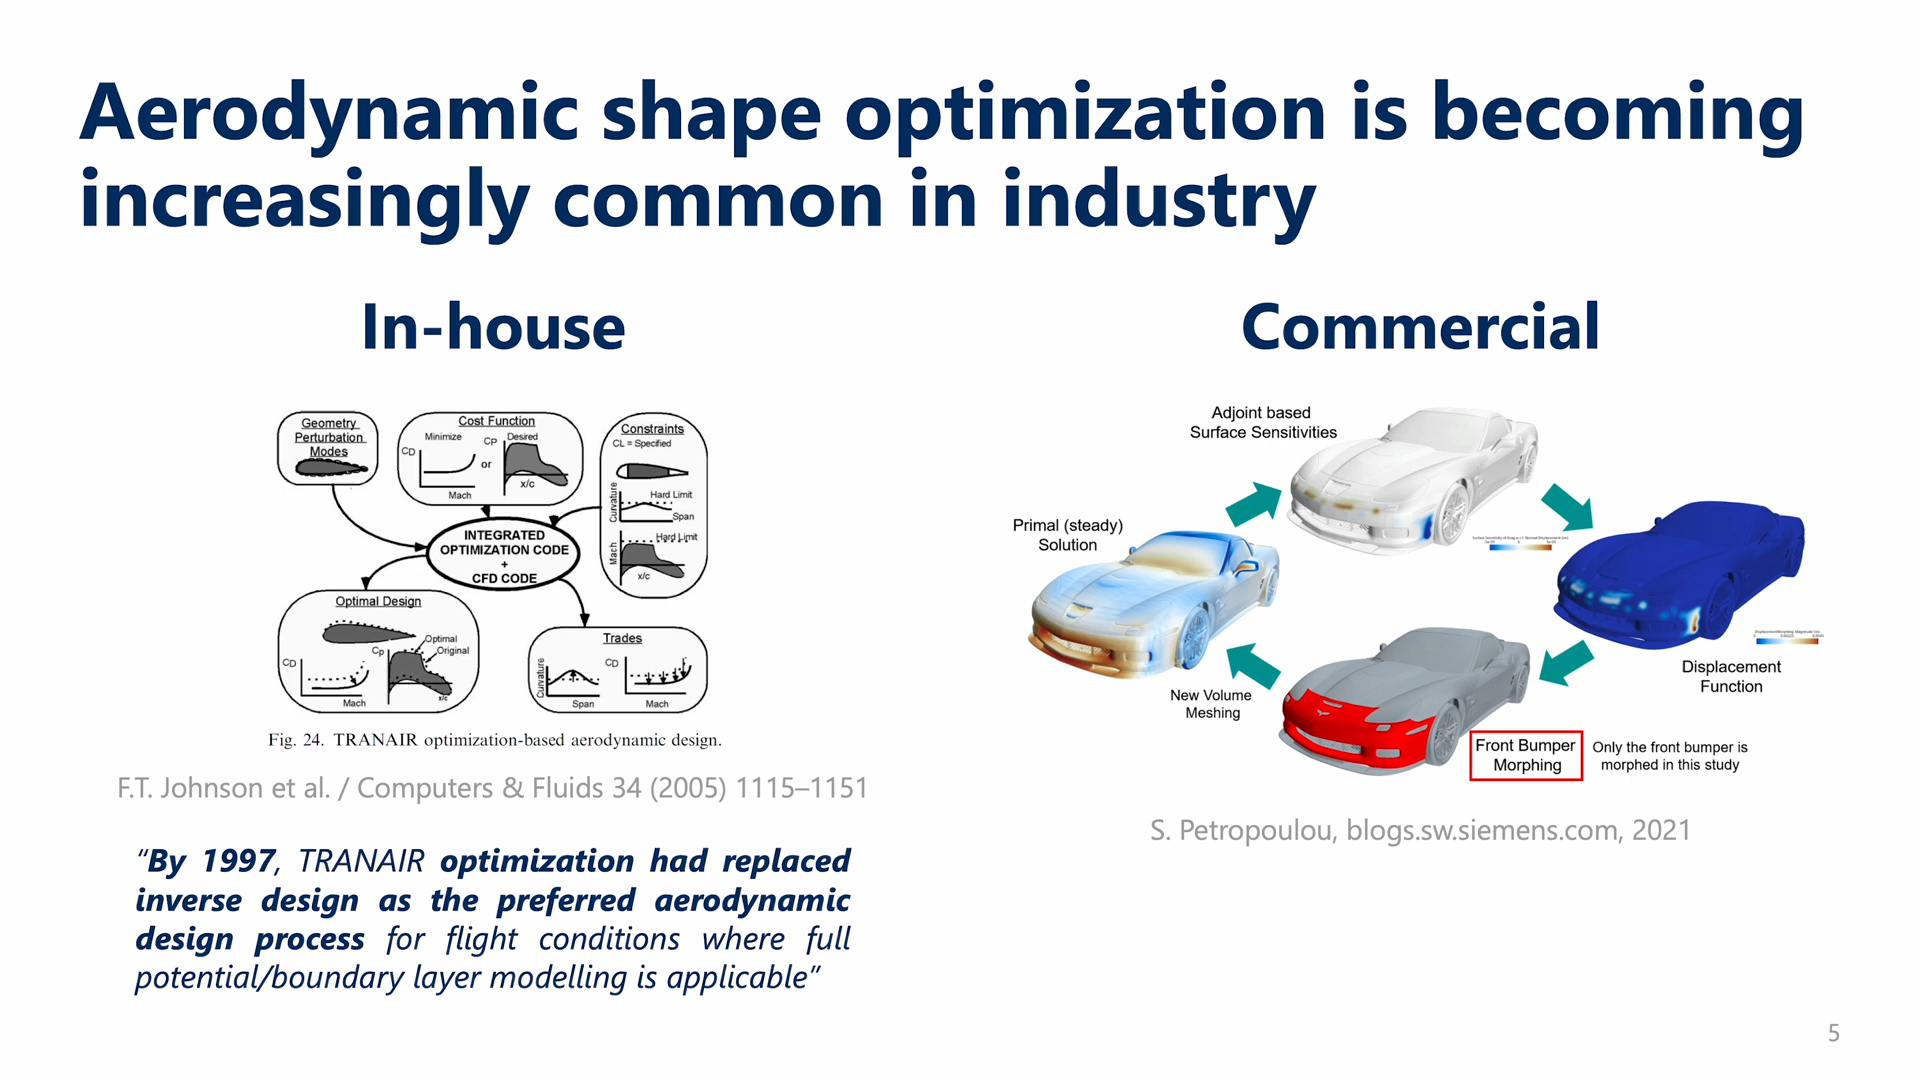 Aerodynamic shape optimization is becoming
increasingly common in industry
In-house
Geometry
Perturbation
Modes
Cost Function
Minimize
Desired
CP
CD
or
x/c
Mach
Constraints
CL = Specified
Curvature
Hard Limit
Span
Mach
Hard Limit
x/c
INTEGRATED
OPTIMIZATION CODE
+
CFD CODE
Optimal Design
Optimal
Original
CD
Cp
Mach
x/c
Trades
Curvature
CD
Span
Mach
Fig. 24. TRANAIR optimization-based aerodynamic design.
F.T. Johnson et al. / Computers & Fluids 34 (2005) 1115–1151
“By 1997, TRANAIR optimization had replaced
inverse design as the preferred aerodynamic
design process for flight conditions where full
potential/boundary layer modelling is applicable”
Commercial
Adjoint based
Surface Sensitivities
Primal (steady)
Solution
Displacement
Function
New Volume
Meshing
Front Bumper
Morphing
Only the front bumper is
morphed in this study
S. Petropoulou, blogs.sw.siemens.com, 2021
5